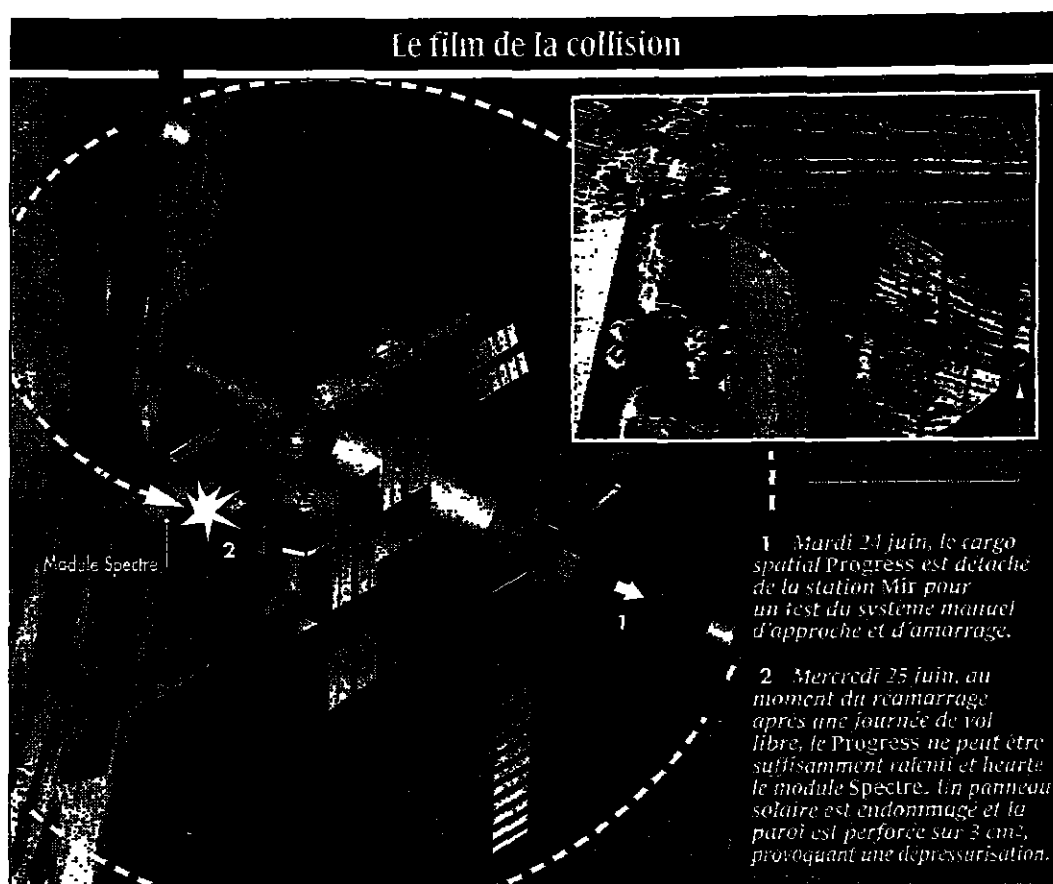 Le film de la collision
Module Spectre
2
1
1 Mardi 24 juin, le cargo
spatial Progress est détaché
de la station Mir pour
un test du système manuel
d'approche et d'amarrage.
2 Mercredi 25 juin, au
moment du réamarrage
après une journée de vol
libre, le Progress ne peut être
suffisamment ralenti et heurte
le module Spectre. Un panneau
solaire est endommagé et la
paroi est perforée sur 3 cm2,
provoquant une dépressurisation.